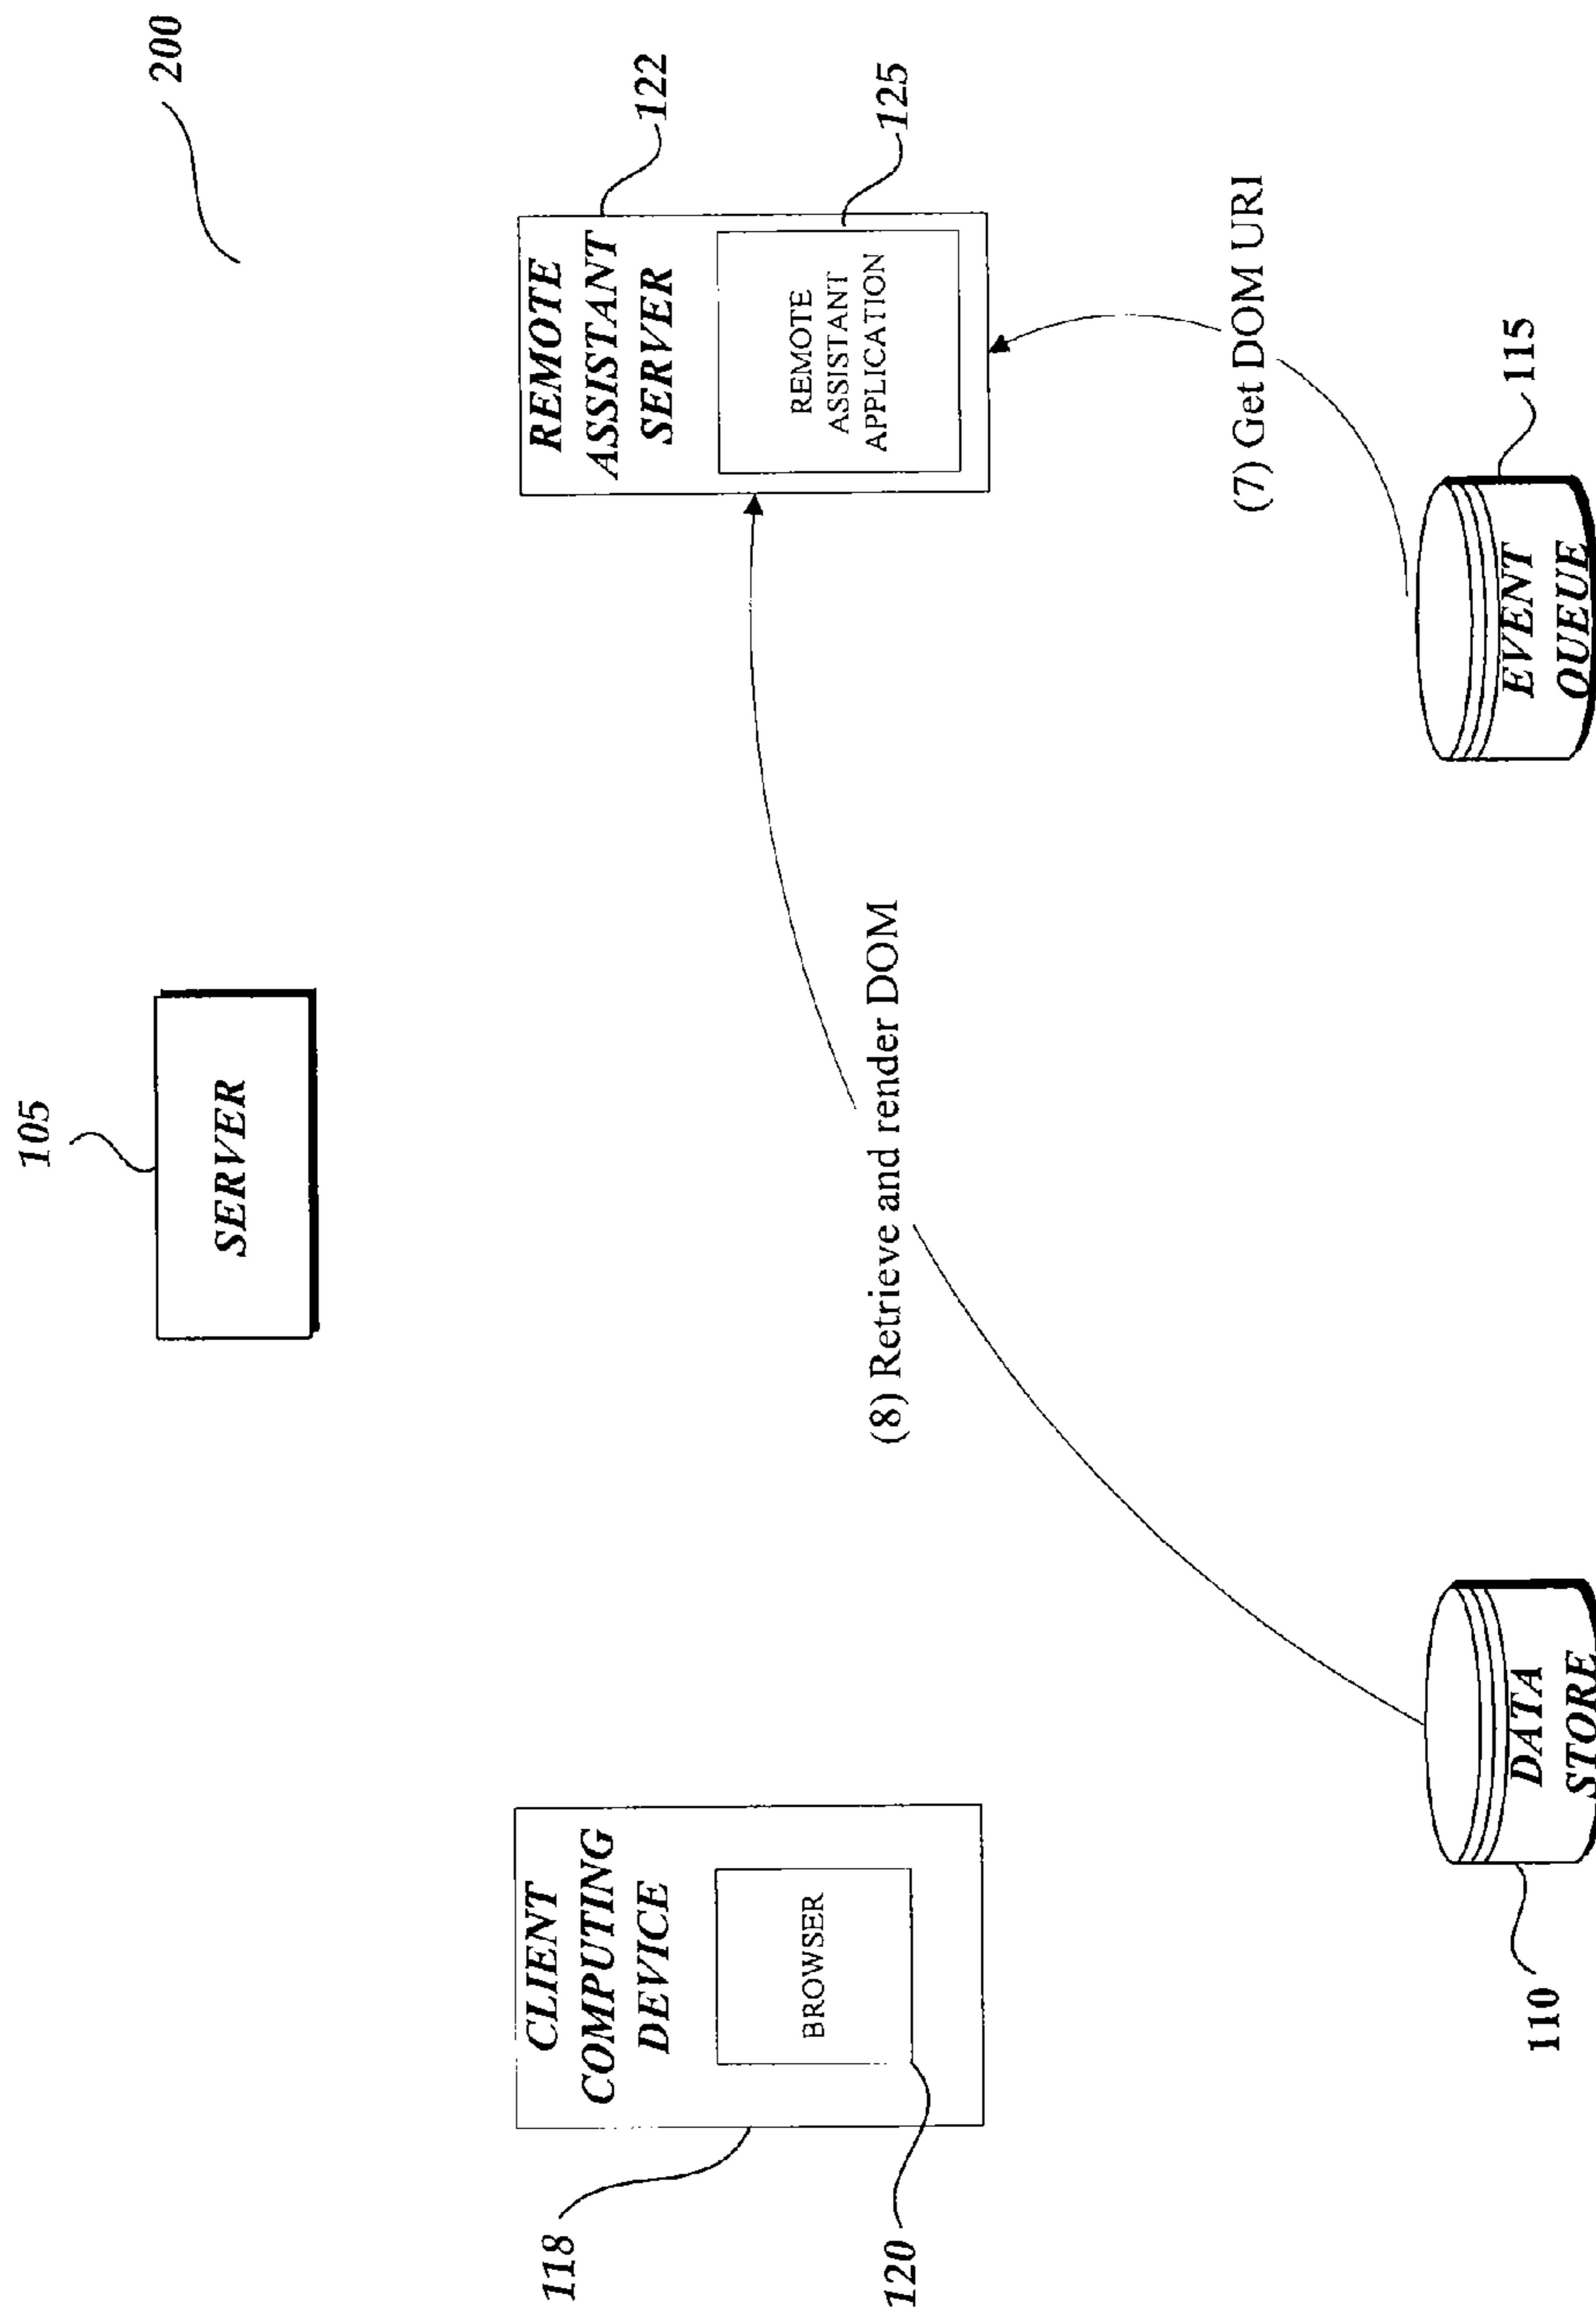 200
105
SERVER
118
CLIENT
COMPUTING
DEVICE
BROWSER
120
REMOTE
ASSISTANT
SERVER
122
REMOTE
ASSISTANT
APPLICATION
125
(8) Retrieve and render DOM
(7) Get DOM URI
110
DATA
STORE
EVENT
QUEUE
115